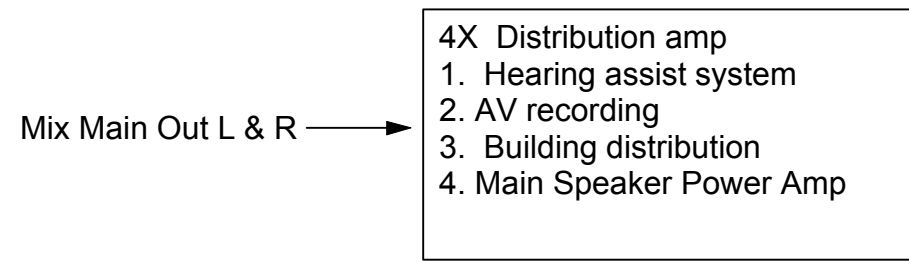 Mix Main Out L & R
4X  Distribution amp
1.  Hearing assist system
2. AV recording
3.  Building distribution
4. Main Speaker Power Amp